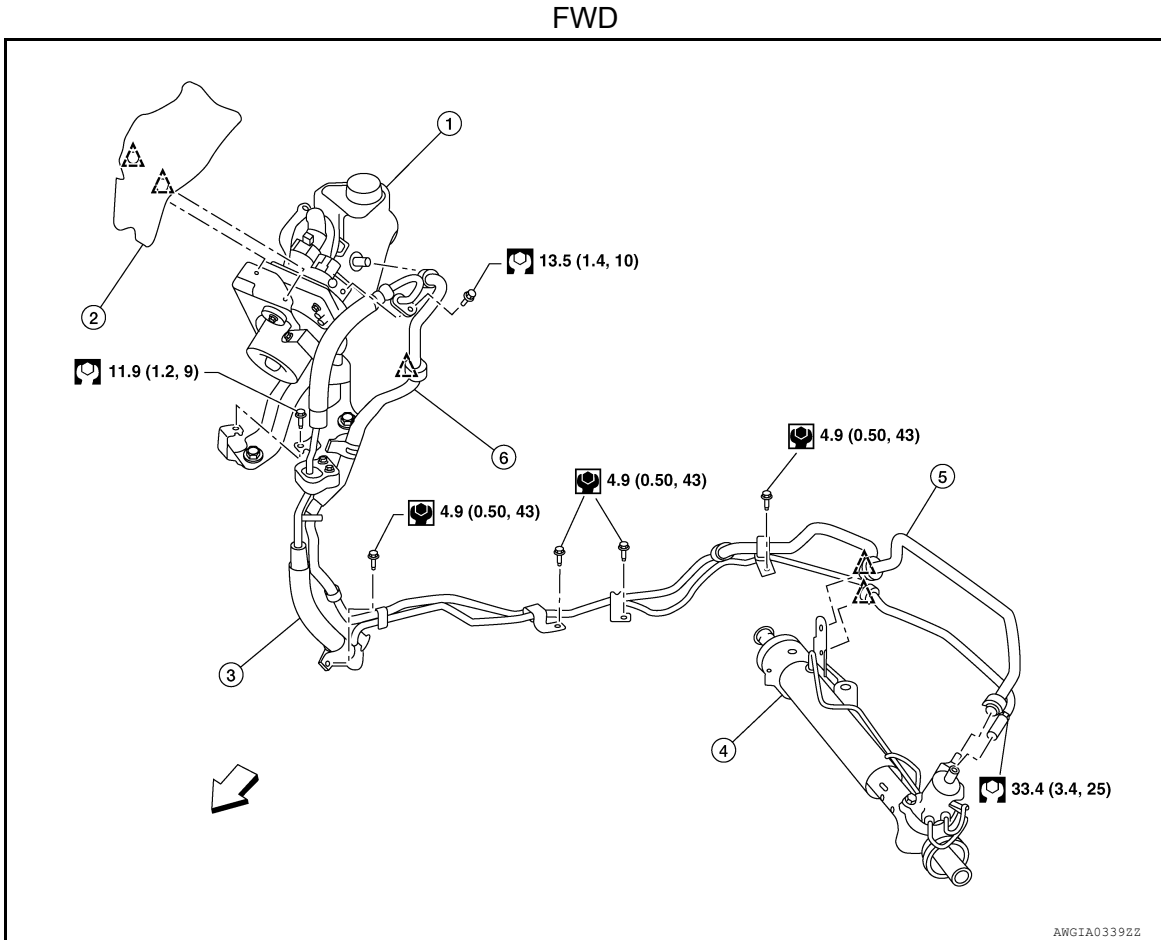 FWD
1
13.5 (1.4, 10)
2
11.9 (1.2, 9)
6
4.9 (0.50, 43)
4.9 (0.50, 43)
5
4.9 (0.50, 43)
3
4
33.4 (3.4, 25)
AWGIA0339ZZ